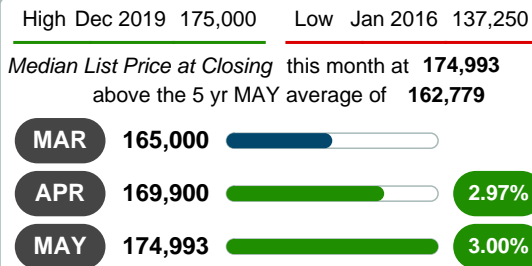 High Dec 2019 175,000 Low Jan 2016 137,250
Median List Price at Closing this month at 174,993
above the 5 yr MAY average of 162,779
MAR 165,000
APR 169,900 2.97%
MAY 174,993 3.00%